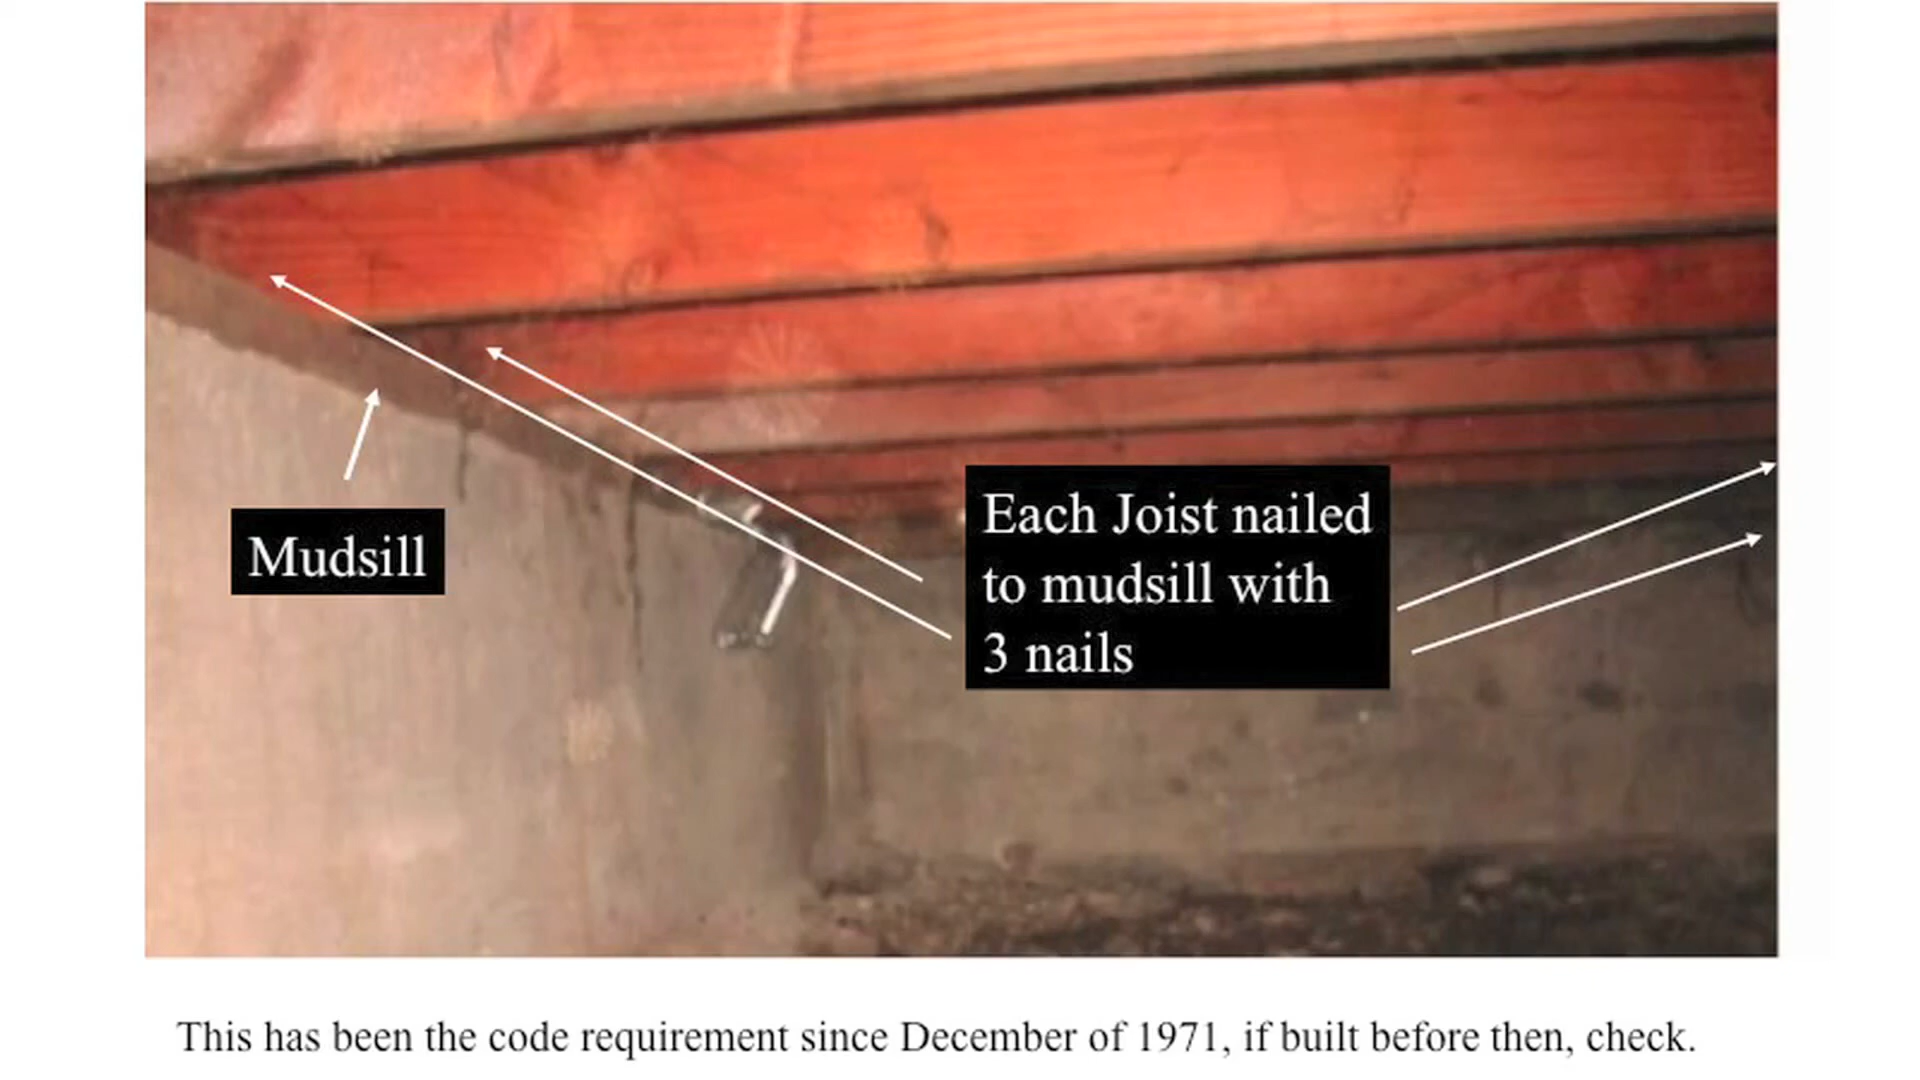 Mudsill
Each Joist nailed
to mudsill with
3 nails
This has been the code requirement since December of 1971, if built before then, check.